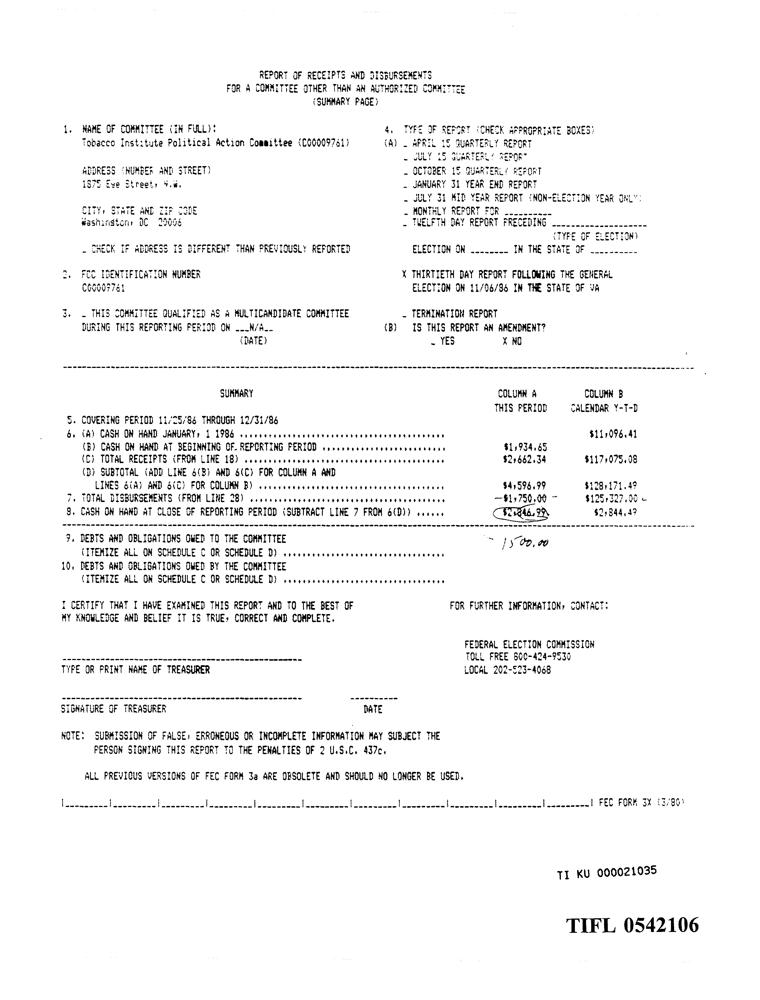 REPORT OF RECEIPTS AND DISBURSEMENTS
FOR A COMMITTEE OTHER THAN AN AUTHORIZED COMMITTEE
(SUMMARY PAGE)
1. NAME OF COMMITTEE (IN FULL):
Tobacco Institute Political Action Committee (C00009761)
ADDRESS (NUMBER AND STREET)
1875 Eye Street, N.W.
CITY, STATE AND ZIP CODE
Washington, DC 20006
_ CHECK IF ADDRESS IS DIFFERENT THAN PREVIOUSLY REPORTED
2. FCC IDENTIFICATION NUMBER
C00009761
3. _ THIS COMMITTEE QUALIFIED AS A MULTICANDIDATE COMMITTEE
DURING THIS REPORTING PERIOD ON ___N/A__
(DATE)
4. TYPE OF REPORT (CHECK APPROPRIATE BOXES)
(A) _ APRIL 15 QUARTERLY REPORT
_ JULY 15 QUARTERLY REPORT
_ OCTOBER 15 QUARTERLY REPORT
_ JANUARY 31 YEAR END REPORT
_ JULY 31 MID YEAR REPORT (NON-ELECTION YEAR ONLY)
_ MONTHLY REPORT FOR _________
_ TWELFTH DAY REPORT PRECEDING __________________
(TYPE OF ELECTION)
ELECTION ON _______ IN THE STATE OF _________
X THIRTIETH DAY REPORT FOLLOWING THE GENERAL
ELECTION ON 11/06/86 IN THE STATE OF VA
_ TERMINATION REPORT
(B) IS THIS REPORT AN AMENDMENT?
_ YES X NO
SUMMARY COLUMN A COLUMN B
THIS PERIOD CALENDAR Y-T-D
5. COVERING PERIOD 11/25/86 THROUGH 12/31/86
6. (A) CASH ON HAND JANUARY, 1 1986 ........................................ $11,096.41
(B) CASH ON HAND AT BEGINNING OF REPORTING PERIOD ........................ $1,934.65
(C) TOTAL RECEIPTS (FROM LINE 18) ....................................... $2,662.34 $117,075.08
(D) SUBTOTAL (ADD LINE 6(B) AND 6(C) FOR COLUMN A AND
LINES 6(A) AND 6(C) FOR COLUMN B) .................................... $4,596.99 $128,171.49
7. TOTAL DISBURSEMENTS (FROM LINE 28) ...................................... -$1,750.00 - $125,327.00 -
8. CASH ON HAND AT CLOSE OF REPORTING PERIOD (SUBTRACT LINE 7 FROM 6(D)) ...... $2,846.99 $2,844.49
- 1500.00
9. DEBTS AND OBLIGATIONS OWED TO THE COMMITTEE
(ITEMIZE ALL ON SCHEDULE C OR SCHEDULE D) ................................
10. DEBTS AND OBLIGATIONS OWED BY THE COMMITTEE
(ITEMIZE ALL ON SCHEDULE C OR SCHEDULE D) ................................
I CERTIFY THAT I HAVE EXAMINED THIS REPORT AND TO THE BEST OF
MY KNOWLEDGE AND BELIEF IT IS TRUE, CORRECT AND COMPLETE.
FOR FURTHER INFORMATION, CONTACT:
FEDERAL ELECTION COMMISSION
TOLL FREE 800-424-9530
LOCAL 202-523-4068
TYPE OR PRINT NAME OF TREASURER
SIGNATURE OF TREASURER DATE
NOTE: SUBMISSION OF FALSE, ERRONEOUS OR INCOMPLETE INFORMATION MAY SUBJECT THE
PERSON SIGNING THIS REPORT TO THE PENALTIES OF 2 U.S.C. 437c.
ALL PREVIOUS VERSIONS OF FEC FORM 3a ARE OBSOLETE AND SHOULD NO LONGER BE USED.
FEC FORM 3X (3/80)
TI KU 000021035
TIFL 0542106